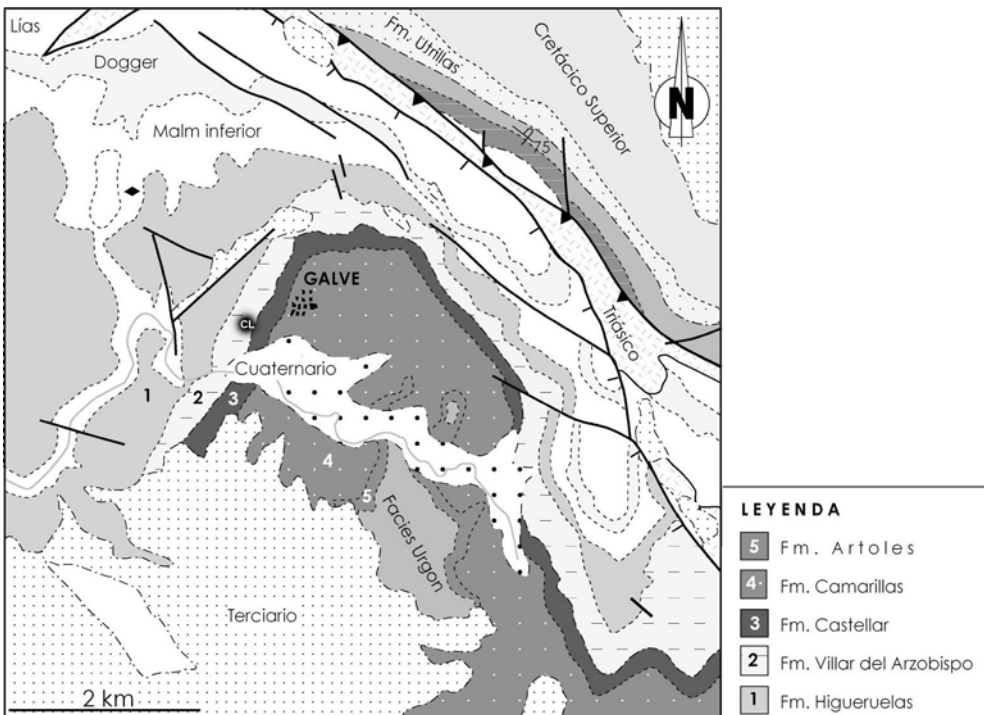 Lías
Dogger
Malm inferior
Fm. Utrillas
Cretácico Superior
N
75
GALVE
CL
Triásico
Cuaternario
1
2
3
4
5
Facies Urgon
Terciario
2 km
LEYENDA
5 Fm. Artoles
4 Fm. Camarillas
3 Fm. Castellar
2 Fm. Villar del Arzobispo
1 Fm. Higueruelas